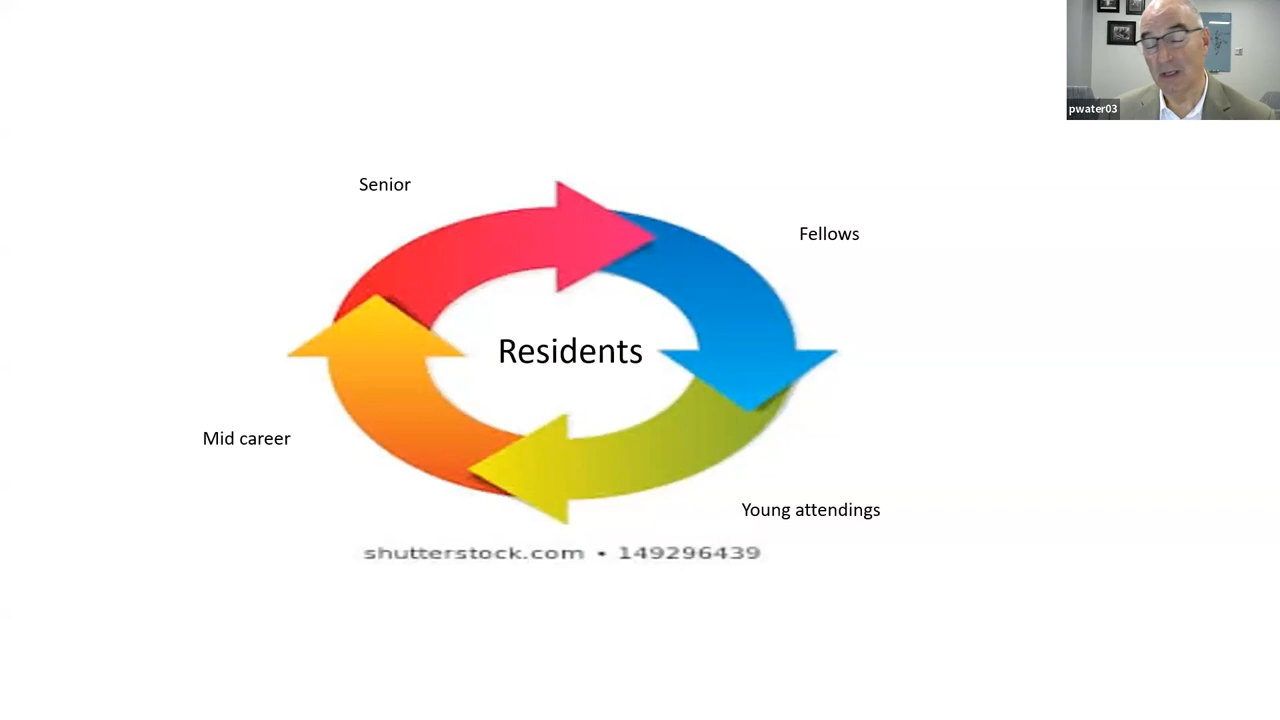 pwater03
Senior
Fellows
Residents
Mid career
Young attendings
shutterstock.com • 149296439